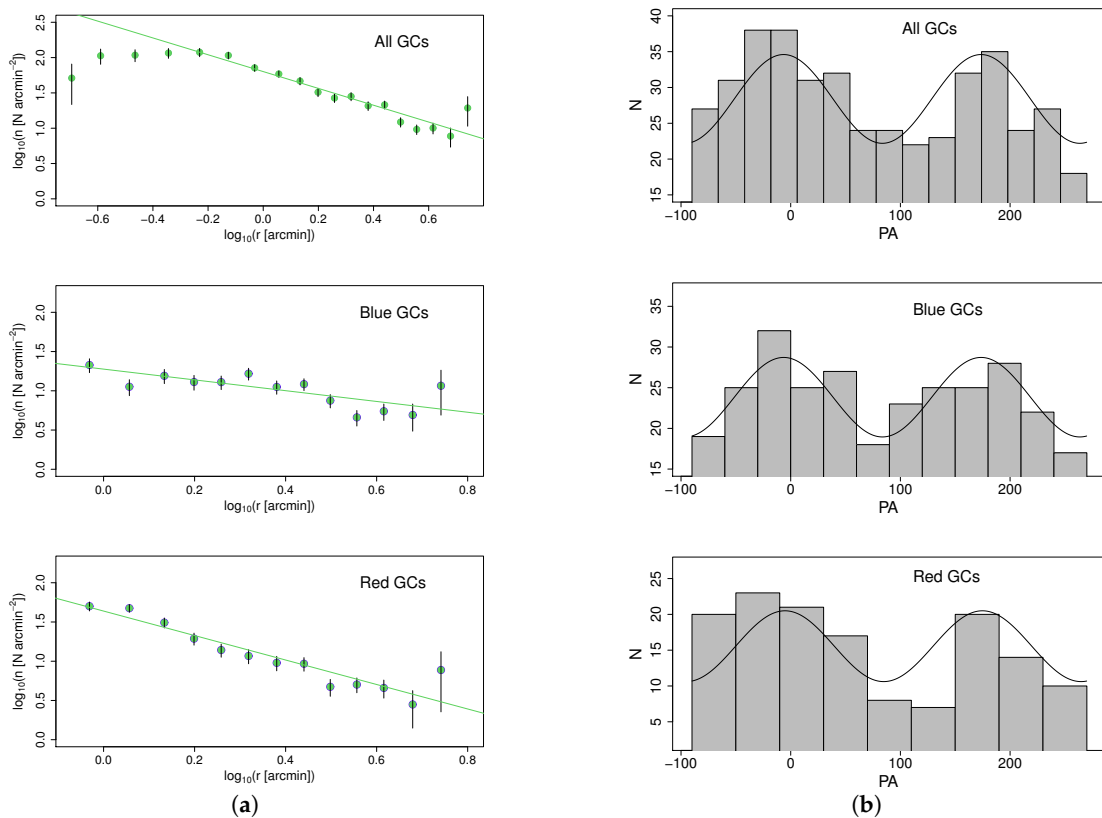 All GCs
log10(n [N arcmin−2])
0.0 0.5 1.0 1.5 2.0 2.5
−0.6 −0.4 −0.2 0.0 0.2 0.4 0.6
log10(r [arcmin])
All GCs
N
15 20 25 30 35 40
−100 0 100 200
PA
Blue GCs
log10(n [N arcmin−2])
0.0 0.5 1.0 1.5 2.0
0.0 0.2 0.4 0.6 0.8
log10(r [arcmin])
Blue GCs
N
15 20 25 30 35
−100 0 100 200
PA
Red GCs
log10(n [N arcmin−2])
0.0 0.5 1.0 1.5 2.0
0.0 0.2 0.4 0.6 0.8
log10(r [arcmin])
Red GCs
N
5 10 15 20 25
−100 0 100 200
PA
(a)
(b)